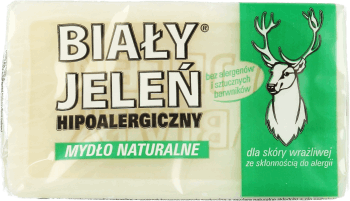 BIAŁY®
JELEŃ
HIPOALERGICZNY
MYDŁO NATURALNE
bez alergenów
i sztucznych
barwników
dla skóry wrażliwej
ze skłonnością do alergii